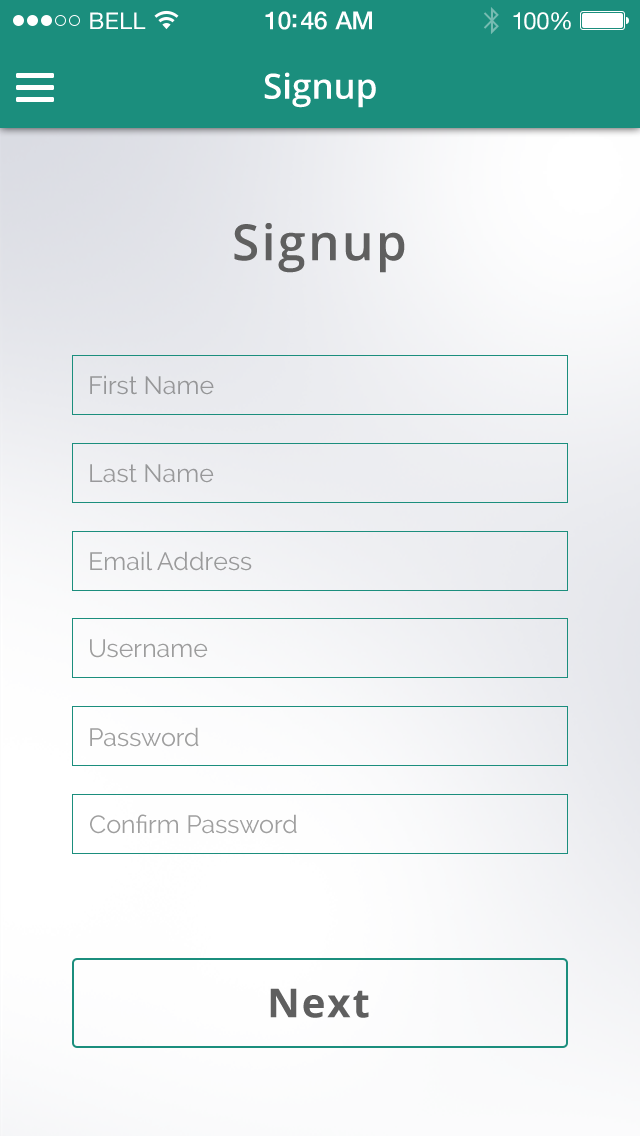 BELL 10:46 AM 100%
Signup
Signup
First Name
Last Name
Email Address
Username
Password
Confirm Password
Next